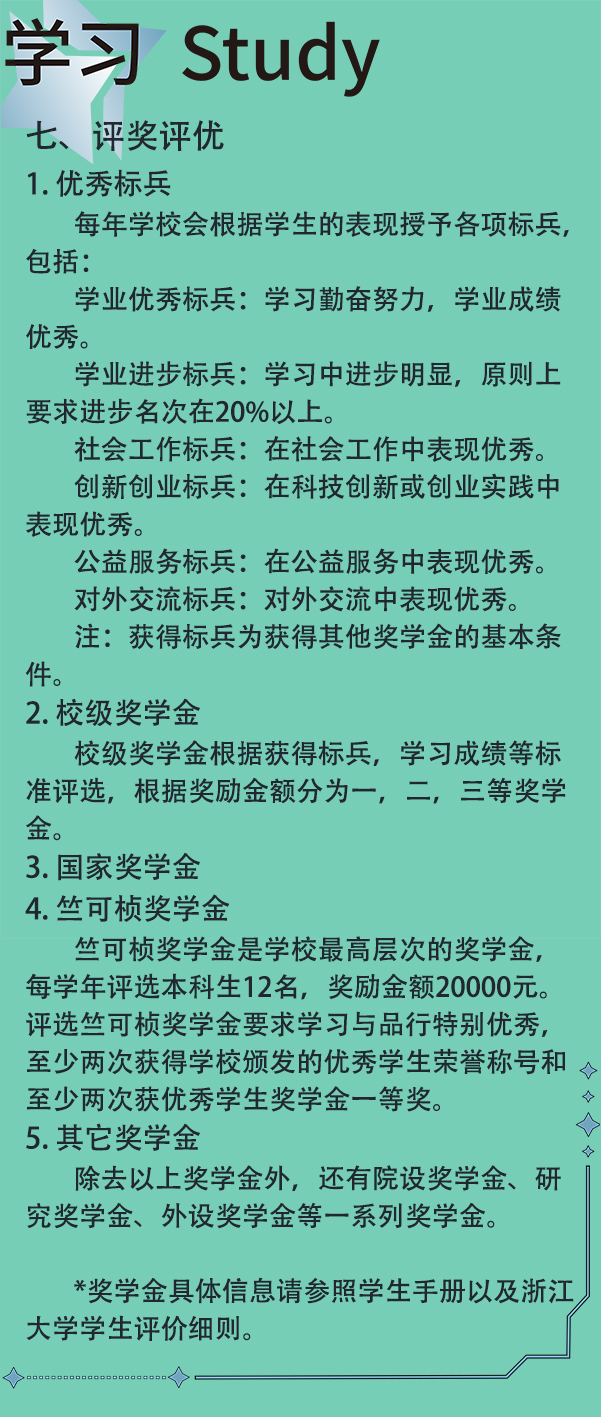 学习 Study
七、评奖评优
1. 优秀标兵
每年学校会根据学生的表现授予各项标兵,
包括:
学业优秀标兵：学习勤奋努力，学业成绩
优秀。
学业进步标兵：学习中进步明显，原则上
要求进步名次在20%以上。
社会工作标兵：在社会工作中表现优秀。
创新创业标兵：在科技创新或创业实践中
表现优秀。
公益服务标兵：在公益服务中表现优秀。
对外交流标兵：对外交流中表现优秀。
注：获得标兵为获得其他奖学金的基本条
件。
2. 校级奖学金
校级奖学金根据获得标兵，学习成绩等标
准评选，根据奖励金额分为一，二，三等奖学
金。
3. 国家奖学金
4. 竺可桢奖学金
竺可桢奖学金是学校最高层次的奖学金，
每学年评选本科生12名，奖励金额20000元。
评选竺可桢奖学金要求学习与品行特别优秀，
至少两次获得学校颁发的优秀学生荣誉称号和
至少两次获优秀学生奖学金一等奖。
5. 其它奖学金
除去以上奖学金外，还有院设奖学金、研
究奖学金、外设奖学金等一系列奖学金。
*奖学金具体信息请参照学生手册以及浙江
大学学生评价细则。